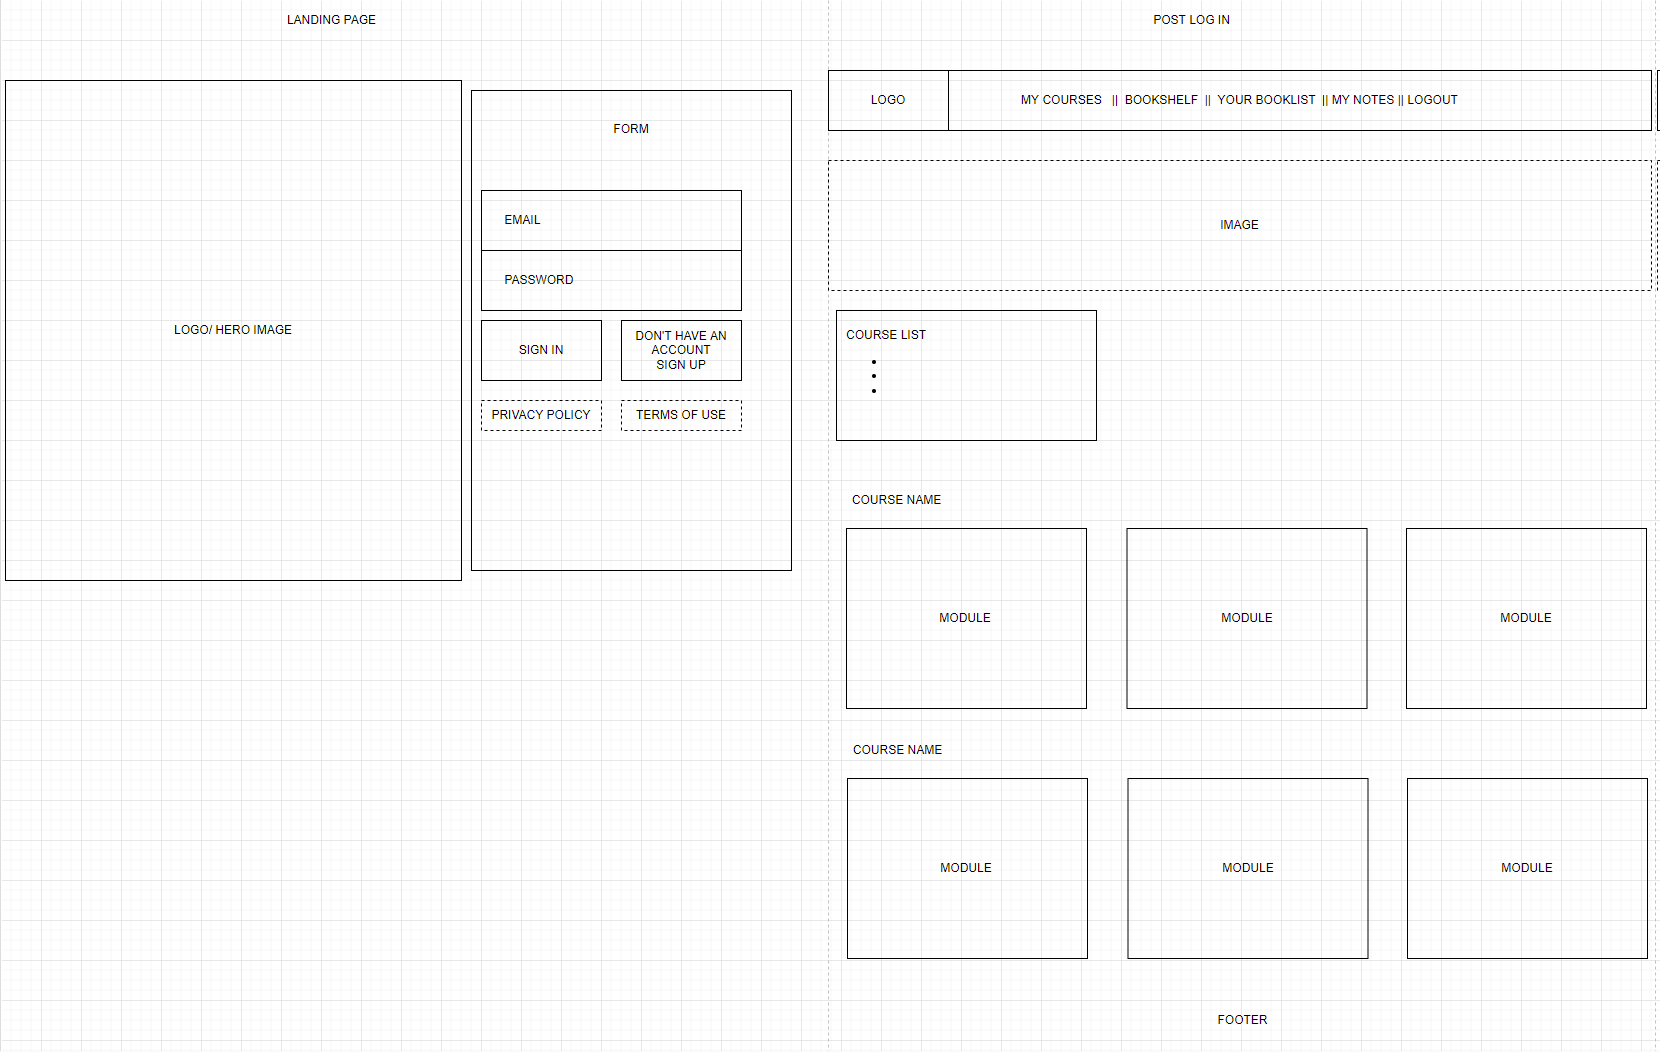 LANDING PAGE
LOGO/ HERO IMAGE
FORM
EMAIL
PASSWORD
SIGN IN
DON'T HAVE AN
ACCOUNT
SIGN UP
PRIVACY POLICY
TERMS OF USE
POST LOG IN
LOGO
MY COURSES || BOOKSHELF || YOUR BOOKLIST || MY NOTES || LOGOUT
IMAGE
COURSE LIST
COURSE NAME
MODULE
MODULE
MODULE
COURSE NAME
MODULE
MODULE
MODULE
FOOTER